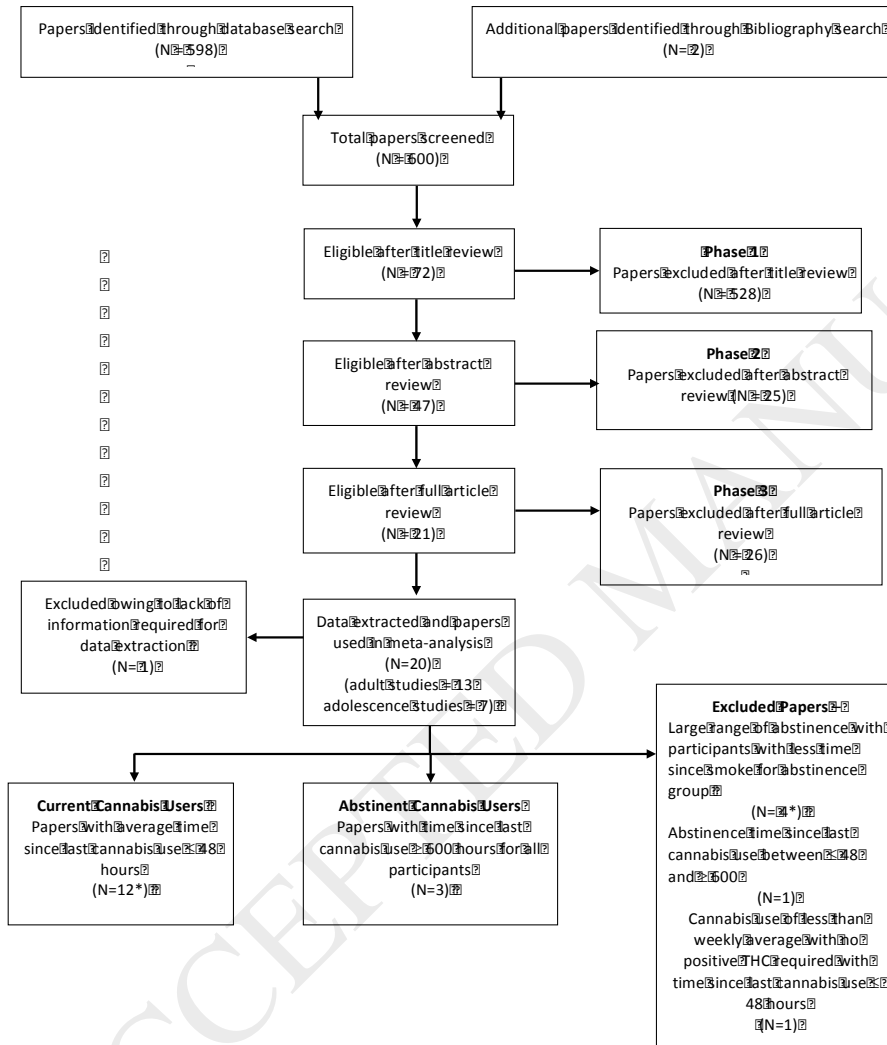 Papers identified through database search
(N = 598)
Additional papers identified through Bibliography search
(N= 2)
Total papers screened
(N = 600)
Eligible after title review
(N = 72)
Phase 1
Papers excluded after title review
(N = 528)
Eligible after abstract
review
(N = 47)
Phase 2
Papers excluded after abstract
review (N = 25)
Eligible after full article
review
(N = 21)
Phase 3
Papers excluded after full article
review
(N = 26)
Excluded owing to lack of
information required for
data extraction
(N= 1)
Data extracted and papers
used in meta-analysis
(N=20)
(adult studies = 13
adolescence studies = 7)
Excluded Papers –
Large range of abstinence with
participants with less time
since smoke for abstinence
group
(N= 4*)
Abstinence time since last
cannabis use between ≤ 48
and ≥ 600
(N=1)
Cannabis use of less than
weekly average with no
positive THC required with
time since last cannabis use ≤
48 hours
(N=1)
Current Cannabis Users
Papers with average time
since last cannabis use ≤ 48
hours
(N=12*)
Abstinent Cannabis Users
Papers with time since last
cannabis use ≥ 600 hours for all
participants
(N=3)
ACCEPTED MANU